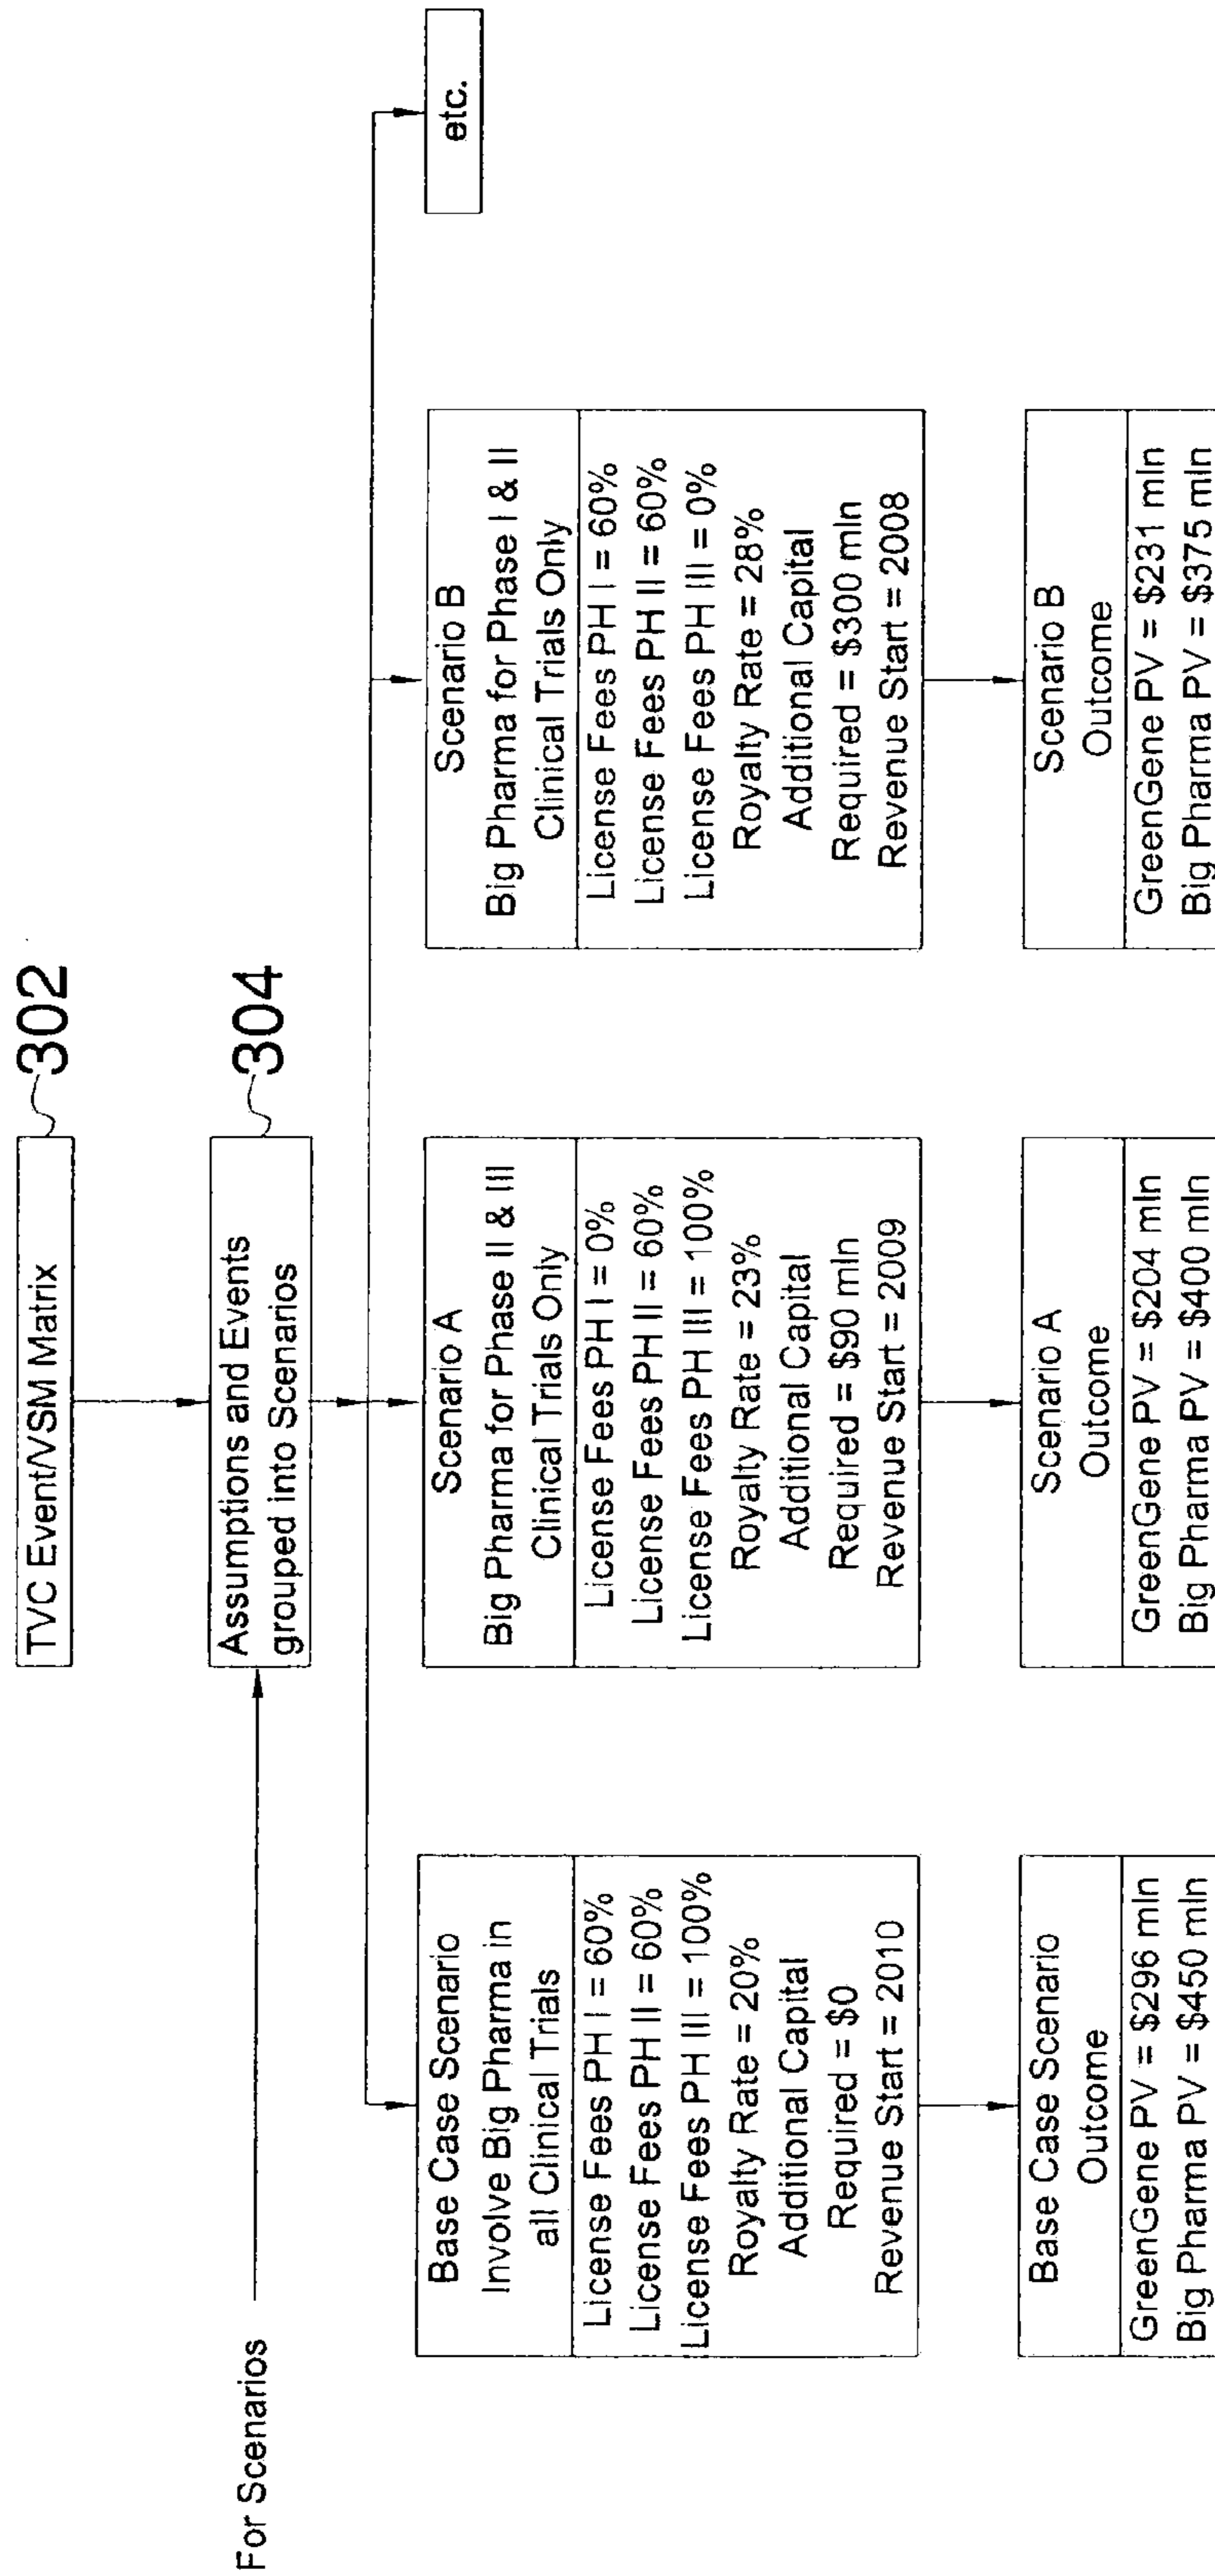 TVC Event/VSM Matrix
302
For Scenarios
Assumptions and Events
grouped into Scenarios
304
Base Case Scenario
Involve Big Pharma in
all Clinical Trials
License Fees PH I = 60%
License Fees PH II = 60%
License Fees PH III = 100%
Royalty Rate = 20%
Additional Capital
Required = $0
Revenue Start = 2010
Scenario A
Big Pharma for Phase II & III
Clinical Trials Only
License Fees PH I = 0%
License Fees PH II = 60%
License Fees PH III = 100%
Royalty Rate = 23%
Additional Capital
Required = $90 mln
Revenue Start = 2009
Scenario B
Big Pharma for Phase I & II
Clinical Trials Only
License Fees PH I = 60%
License Fees PH II = 60%
License Fees PH III = 0%
Royalty Rate = 28%
Additional Capital
Required = $300 mln
Revenue Start = 2008
etc.
Base Case Scenario
Outcome
GreenGene PV = $296 mln
Big Pharma PV = $450 mln
Scenario A
Outcome
GreenGene PV = $204 mln
Big Pharma PV = $400 mln
Scenario B
Outcome
GreenGene PV = $231 mln
Big Pharma PV = $375 mln